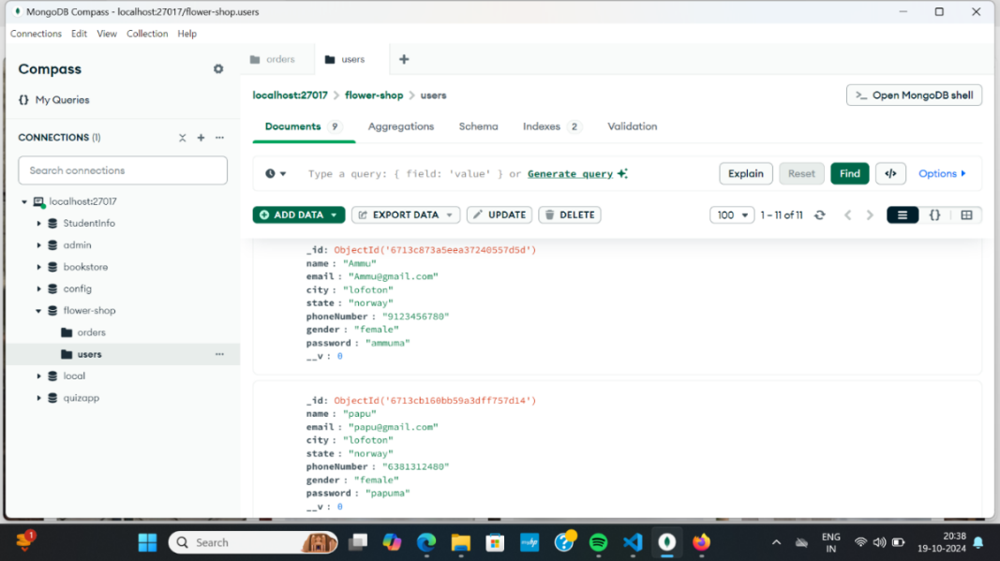 MongoDB Compass - localhost:27017/flower-shop.users
Connections Edit View Collection Help
Compass
{} My Queries
CONNECTIONS (1)
Search connections
localhost:27017
StudentInfo
admin
bookstore
config
flower-shop
orders
users
local
quizapp
orders
users
localhost:27017 > flower-shop > users
>_ Open MongoDB shell
Documents 9 Aggregations Schema Indexes 2 Validation
Type a query: { field: 'value' } or Generate query
Explain Reset Find </> Options
ADD DATA EXPORT DATA UPDATE DELETE
100 1 – 11 of 11 {}
_id: ObjectId('6713c873a5eea37240557d5d')
name : "Ammu"
email : "Ammu@gmail.com"
city : "lofoton"
state : "norway"
phoneNumber : "9123456780"
gender : "female"
password : "ammuma"
__v : 0
_id: ObjectId('6713cb160bb59a3dff757d14')
name : "papu"
email : "papu@gmail.com"
city : "lofoton"
state : "norway"
phoneNumber : "6381312480"
gender : "female"
password : "papuma"
__v : 0
1
Search
ENG
IN
20:38
19-10-2024